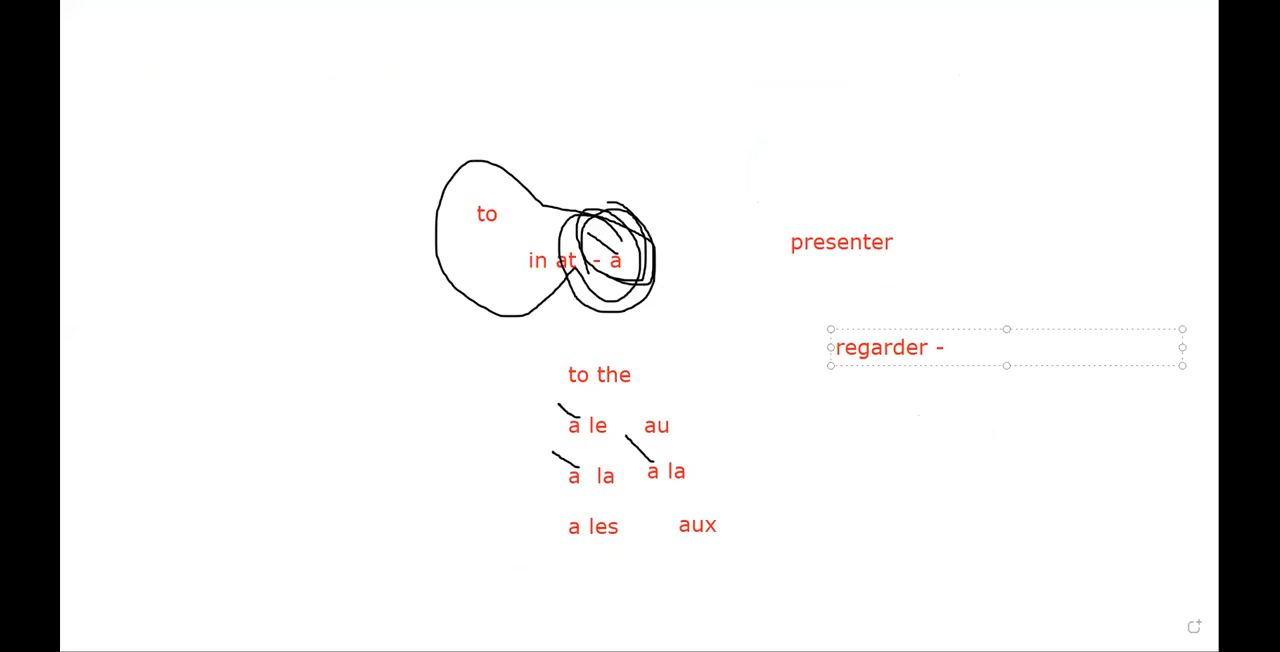 to
in at - à
presenter
regarder -
to the
à le au
à la à la
a les aux